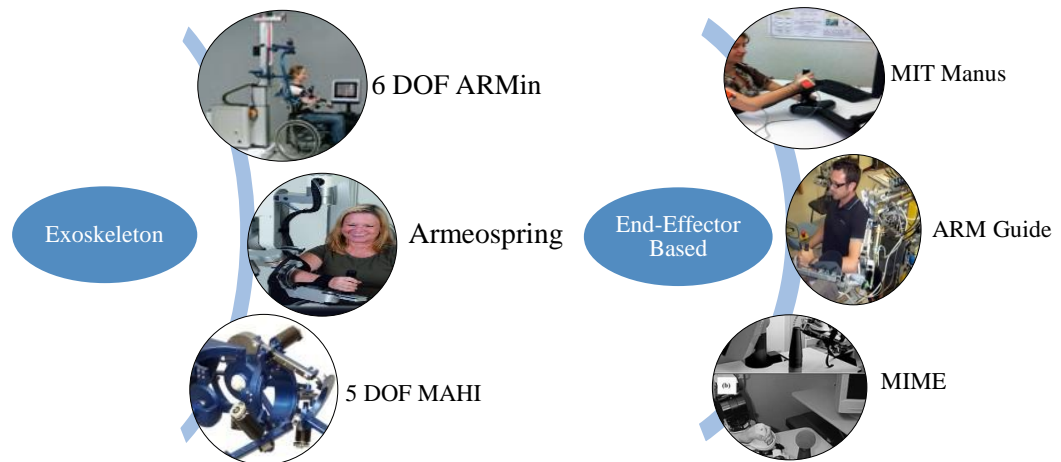 Exoskeleton
6 DOF ARMin
Armeospring
5 DOF MAHI
End-Effector
Based
MIT Manus
ARM Guide
MIME
(b)